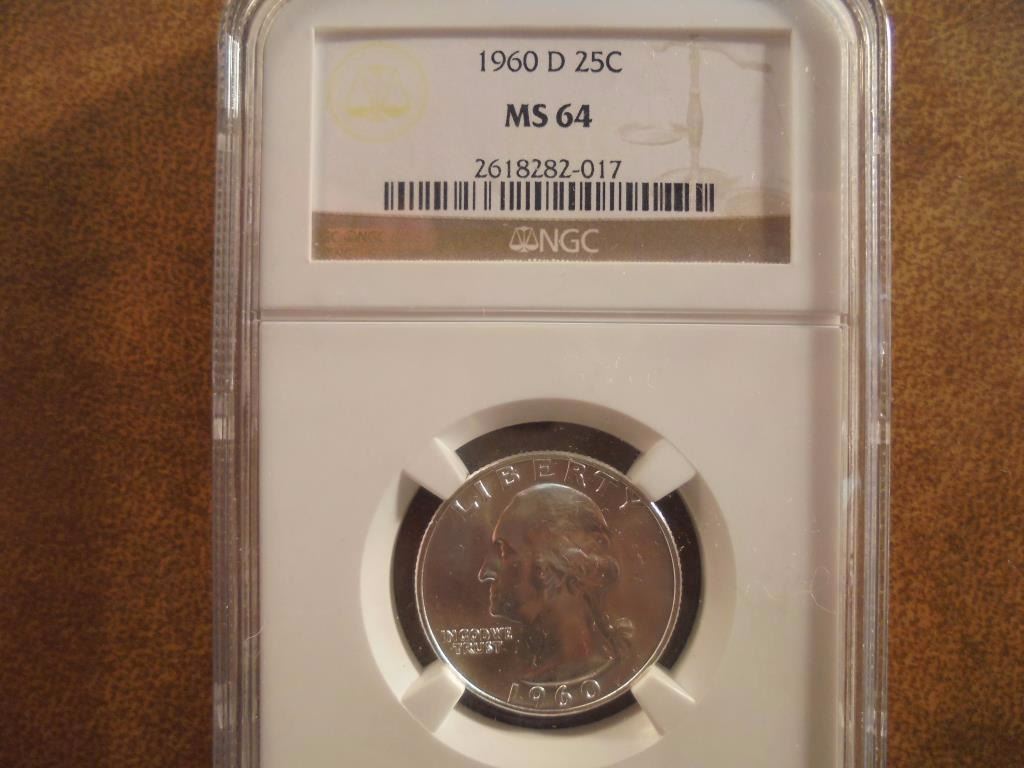 1960 D 25C
MS 64
2618282-017
NGC
LIBERTY
IN GOD WE
TRUST
1960